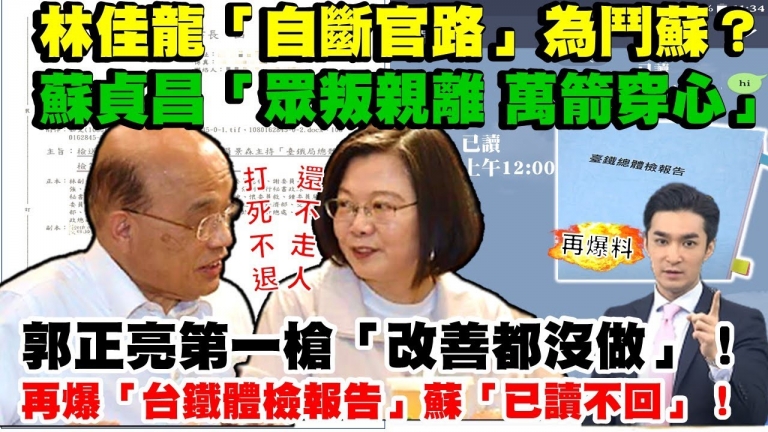 林佳龍「自斷官路」為鬥蘇？
蘇貞昌「眾叛親離 萬箭穿心」
hi
已讀
上午12:00
臺鐵總體檢報告
還不走人
打死不退
再爆料
郭正亮第一槍「改善都沒做」！
再爆「台鐵體檢報告」蘇「已讀不回」！